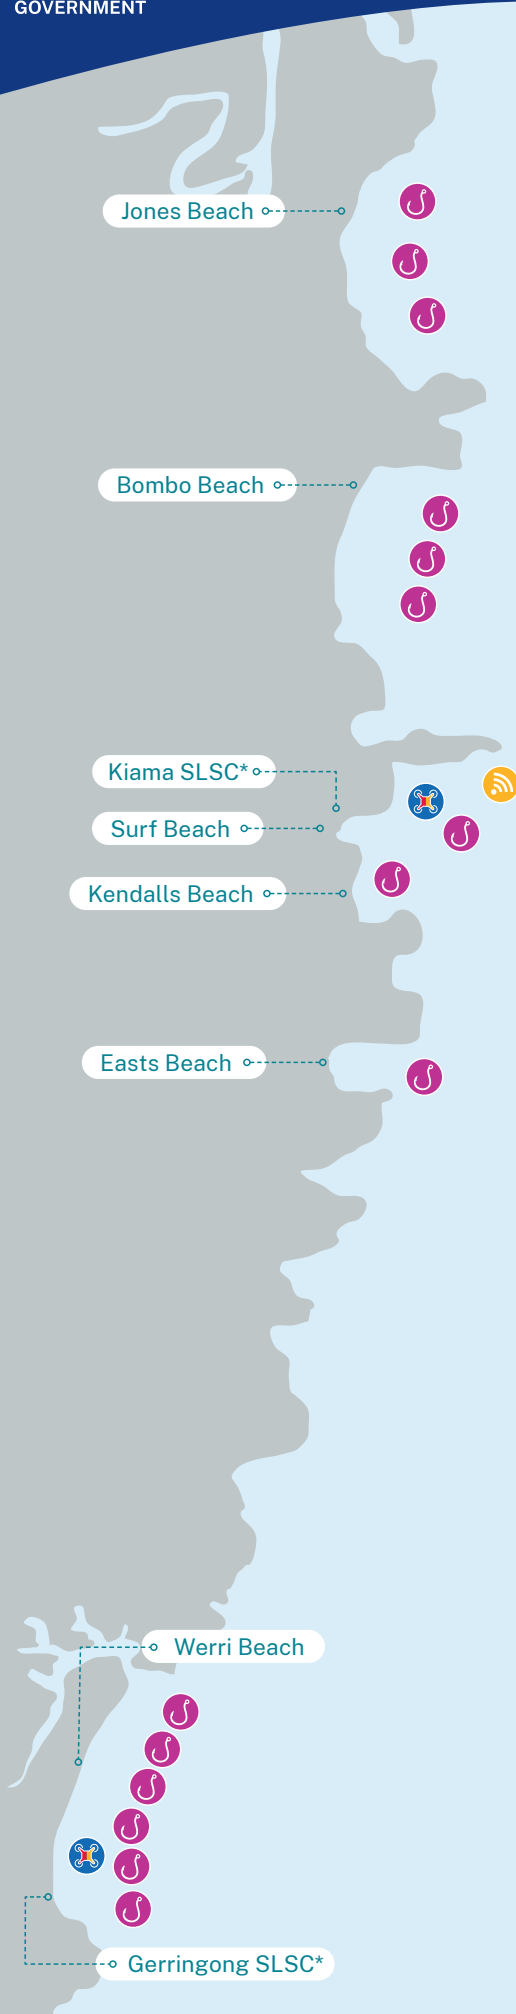 GOVERNMENT
Jones Beach
Bombo Beach
Kiama SLSC*
Surf Beach
Kendalls Beach
Easts Beach
Werri Beach
Gerringong SLSC*